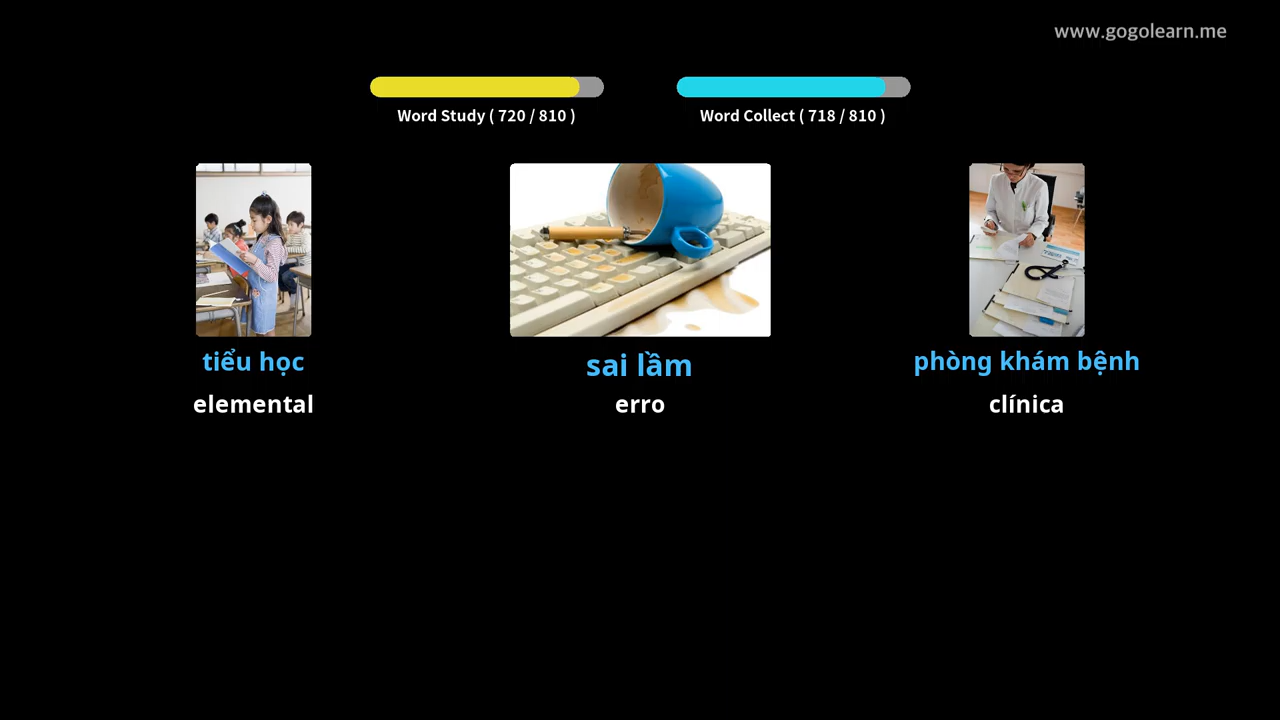 www.gogolearn.me
Word Study ( 720 / 810 )
Word Collect ( 718 / 810 )
tiểu học
sai lầm
phòng khám bệnh
elemental
erro
clínica